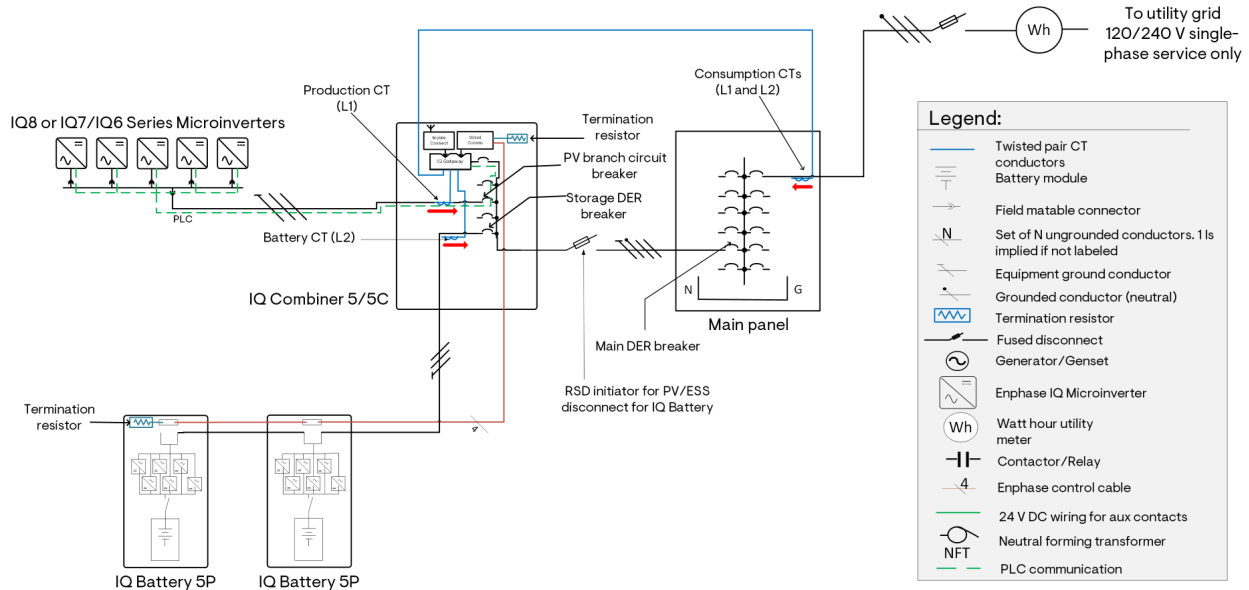 To utility grid
120/240 V single-
phase service only
Wh
Production CT
(L1)
Consumption CTs
(L1 and L2)
IQ8 or IQ7/IQ6 Series Microinverters
Termination
resistor
Mobile
Connect
Wired
Comms
IQ Gateway
PV branch circuit
breaker
Storage DER
breaker
PLC
Battery CT (L2)
IQ Combiner 5/5C
N
G
Main panel
Main DER breaker
RSD initiator for PV/ESS
disconnect for IQ Battery
Termination
resistor
4
IQ Battery 5P
IQ Battery 5P
Legend:
Twisted pair CT
conductors
Battery module
Field matable connector
N
Set of N ungrounded conductors. 1 Is
implied if not labeled
Equipment ground conductor
Grounded conductor (neutral)
Termination resistor
Fused disconnect
Generator/Genset
Enphase IQ Microinverter
Wh
Watt hour utility
meter
Contactor/Relay
4
Enphase control cable
24 V DC wiring for aux contacts
Neutral forming transformer
NFT
PLC communication